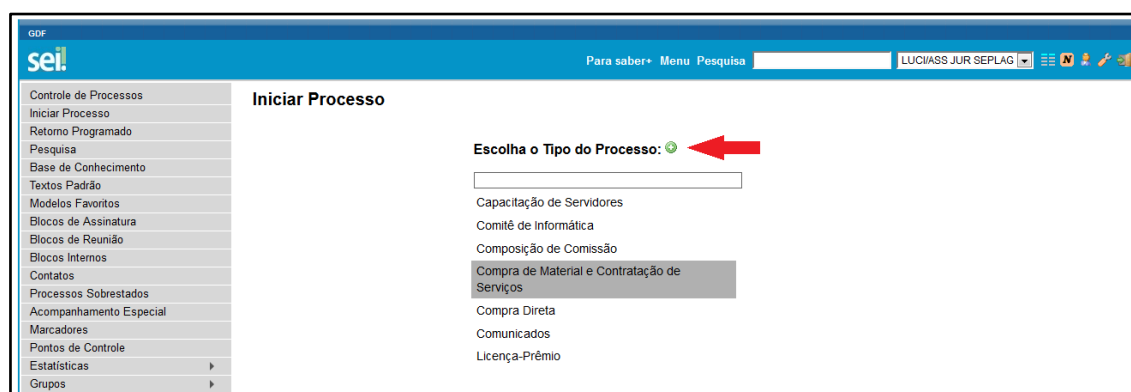 GDF
sei!
Para saber+ Menu Pesquisa
LUCI/ASS JUR SEPLAG
N
Controle de Processos
Iniciar Processo
Retorno Programado
Pesquisa
Base de Conhecimento
Textos Padrão
Modelos Favoritos
Blocos de Assinatura
Blocos de Reunião
Blocos Internos
Contatos
Processos Sobrestados
Acompanhamento Especial
Marcadores
Pontos de Controle
Estatísticas
Grupos
Iniciar Processo
Escolha o Tipo do Processo:
Capacitação de Servidores
Comitê de Informática
Composição de Comissão
Compra de Material e Contratação de
Serviços
Compra Direta
Comunicados
Licença-Prêmio